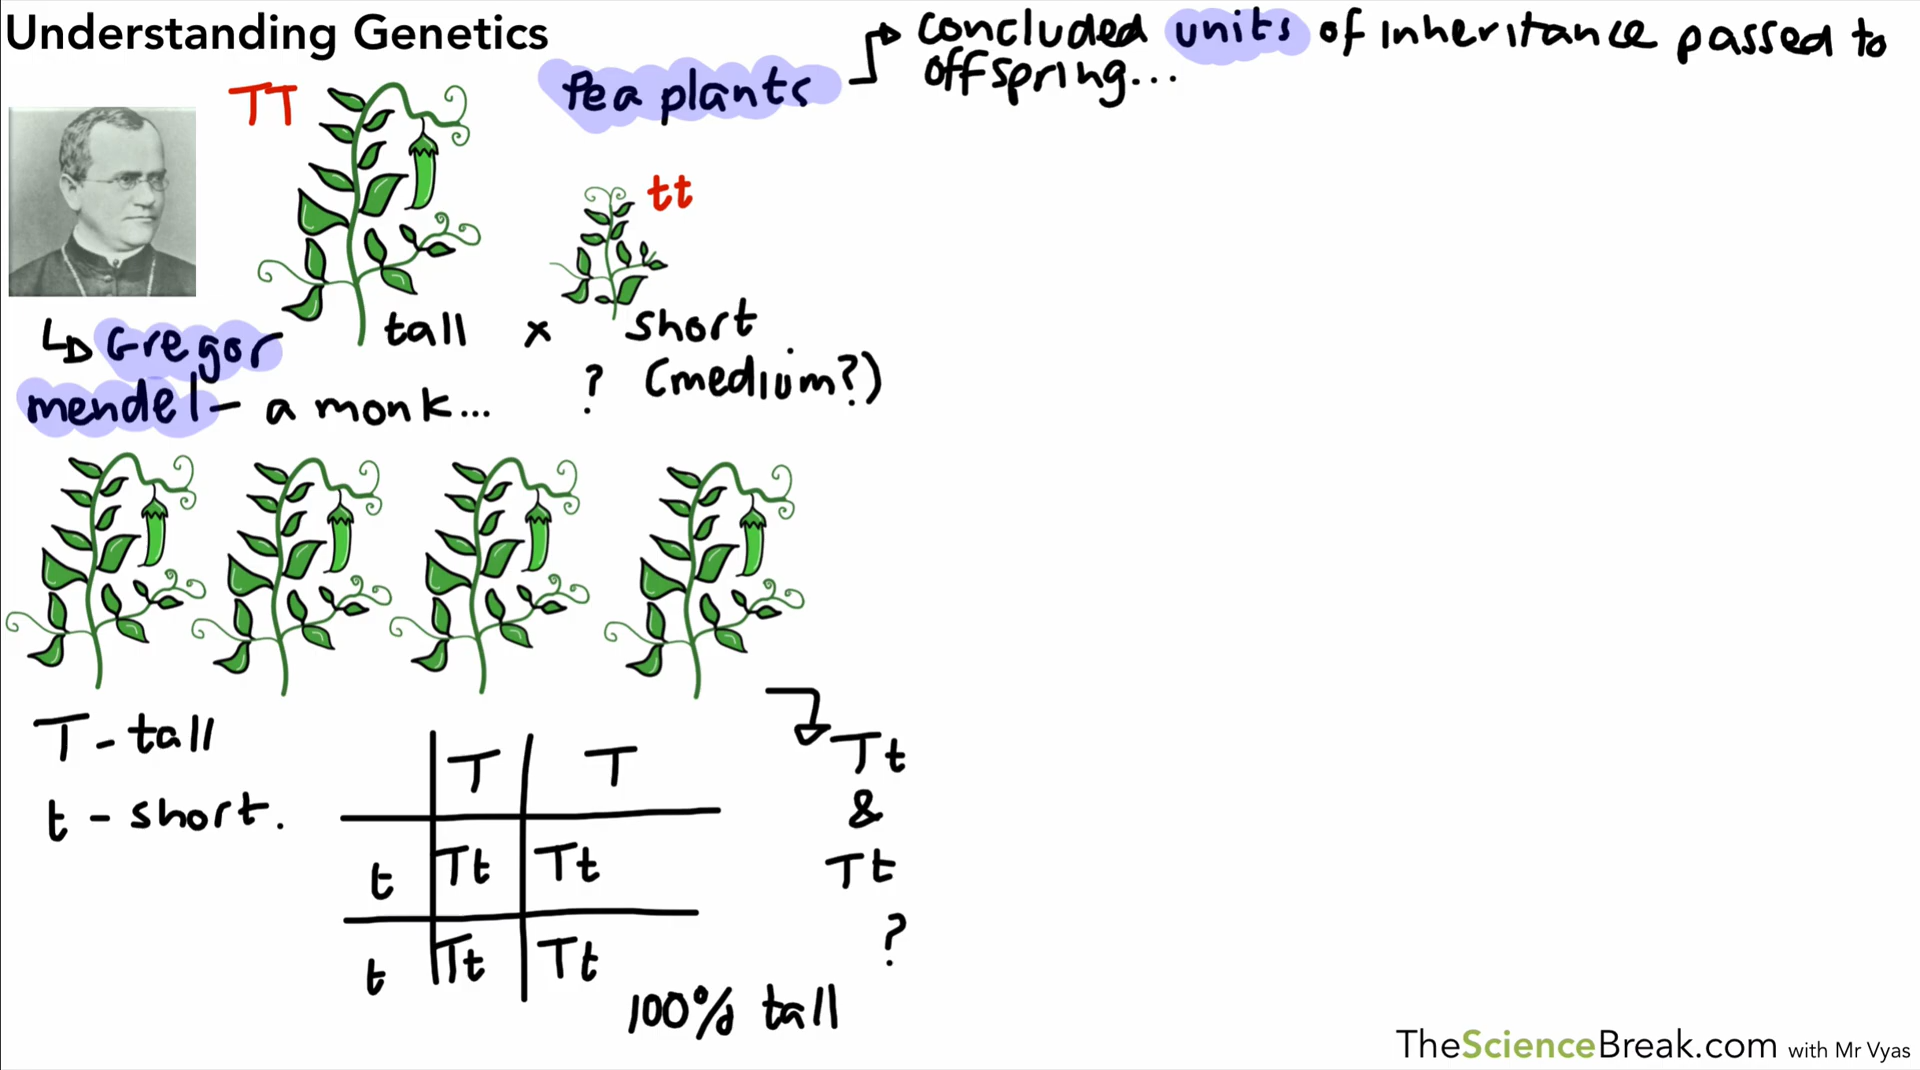 Understanding Genetics
concluded units of inheritance passed to
offspring...
Pea plants
TT
tt
Gregor
mendel - a monk...
tall x short
? (medium?)
T - tall
t - short.
T T
t Tt Tt
t Tt Tt
100% tall
Tt
&
Tt
?
TheScienceBreak.com with Mr Vyas